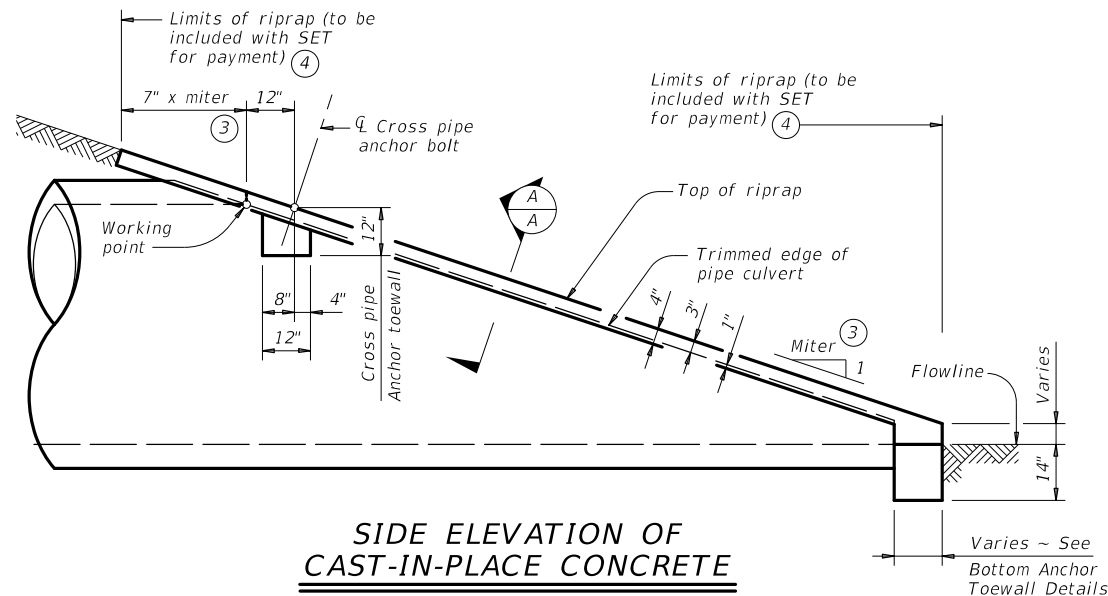 Limits of riprap (to be
included with SET
for payment) 4
7" x miter
12"
3
℄ Cross pipe
anchor bolt
Limits of riprap (to be
included with SET
for payment) 4
A
A
Top of riprap
Working
point
12"
Trimmed edge of
pipe culvert
8"
4"
12"
Cross pipe
Anchor toewall
4"
3"
1"
Miter 3
1
Flowline
Varies
14"
SIDE ELEVATION OF
CAST-IN-PLACE CONCRETE
Varies ~ See
Bottom Anchor
Toewall Details